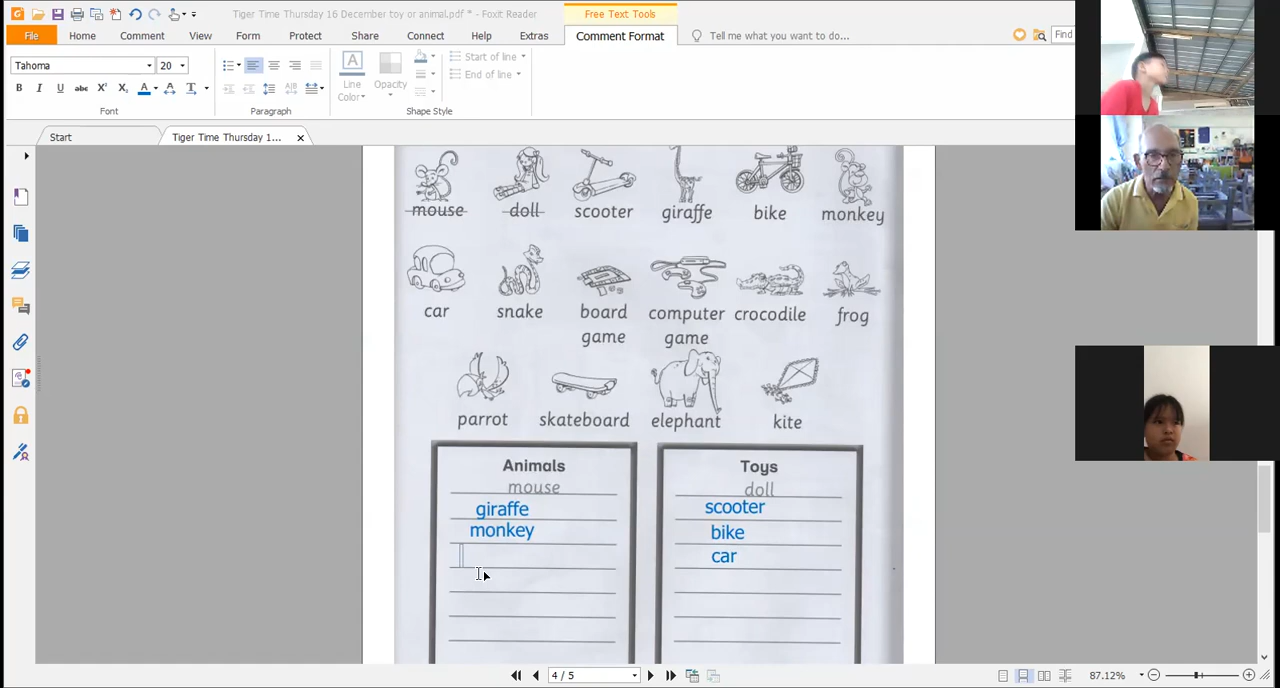 Tiger Time Thursday 16 December toy or animal.pdf * - Foxit Reader
Free Text Tools
File Home Comment View Form Protect Share Connect Help Extras Comment Format Tell me what you want to do... Find
Tahoma 20
Line Color
Opacity
Start of line
End of line
B I U abc X² X₂ A A T
Font Paragraph Shape Style
Start Tiger Time Thursday 1...
mouse doll scooter giraffe bike monkey
car snake board game computer game crocodile frog
parrot skateboard elephant kite
Animals
mouse
giraffe
monkey
Toys
doll
scooter
bike
car
4 / 5 87.12%